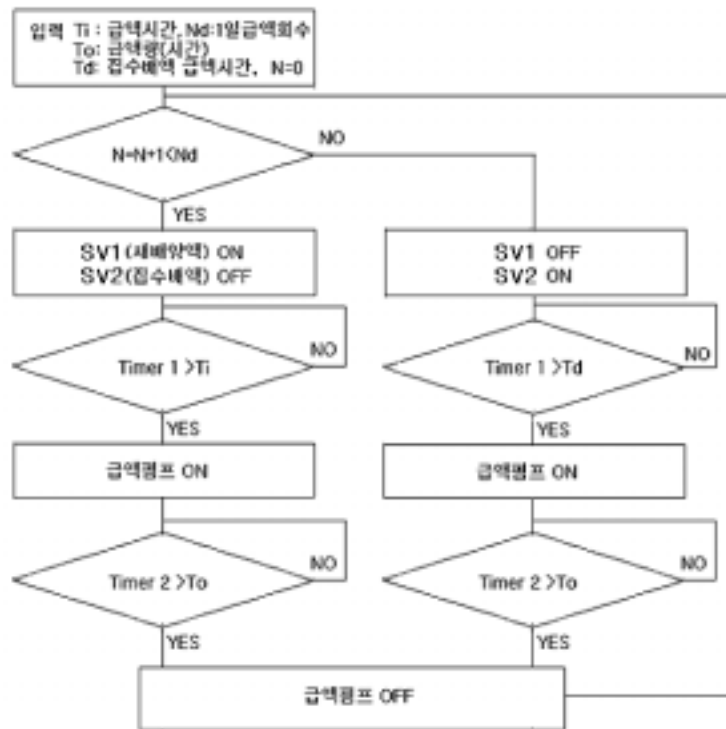 입력 Ti : 급액시간, Nd:1일급액회수
To: 급액량(시간)
Td: 집수배액 급액시간, N=0
N=N+1<Nd
NO
YES
SV1(재배양액) ON
SV2(집수배액) OFF
SV1 OFF
SV2 ON
Timer 1 >Ti
NO
Timer 1 >Td
NO
YES
YES
급액펌프 ON
급액펌프 ON
Timer 2 >To
NO
Timer 2 >To
NO
YES
YES
급액펌프 OFF